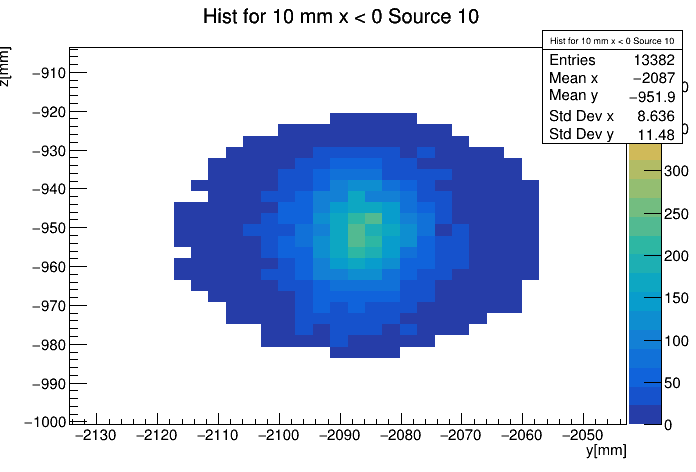 Hist for 10 mm x < 0 Source 10
Hist for 10 mm x < 0 Source 10
Entries 13382
Mean x −2087
Mean y −951.9
Std Dev x 8.636
Std Dev y 11.48
z[mm]
−910
−920
−930
−940
−950
−960
−970
−980
−990
−1000
−2130 −2120 −2110 −2100 −2090 −2080 −2070 −2060 −2050
y[mm]
300
250
200
150
100
50
0